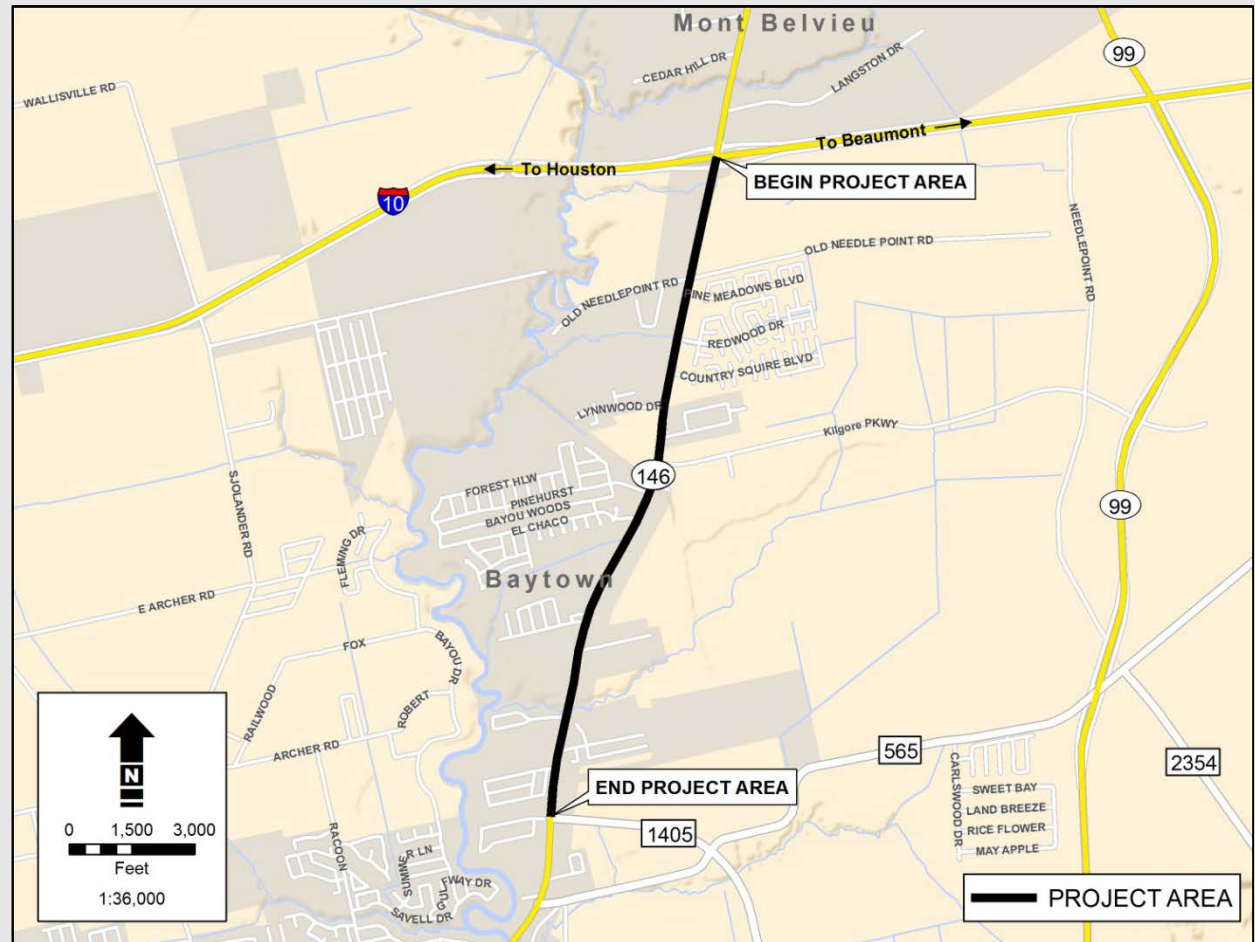 Mont Belvieu
CEDAR HILL DR
LANGSTON DR
99
WALLISVILLE RD
To Beaumont
To Houston
BEGIN PROJECT AREA
10
NEEDLEPOINT RD
OLD NEEDLE POINT RD
OLD NEEDLEPOINT RD
PINE MEADOWS BLVD
REDWOOD DR
COUNTRY SQUIRE BLVD
LYNNWOOD DR
Kilgore PKWY
146
SJOLANDER RD
FOREST HLW
PINEHURST
BAYOU WOODS
EL CHACO
99
FLEMING DR
Baytown
E ARCHER RD
FOX
BAYOU DR
RAILWOOD
ROBERT
ARCHER RD
565
2354
CARLSWOOD DR
SWEET BAY
LAND BREEZE
RICE FLOWER
MAY APPLE
END PROJECT AREA
1405
RACOON
SUMMER LN
SAVELL DR
N
0 1,500 3,000
Feet
1:36,000
PROJECT AREA